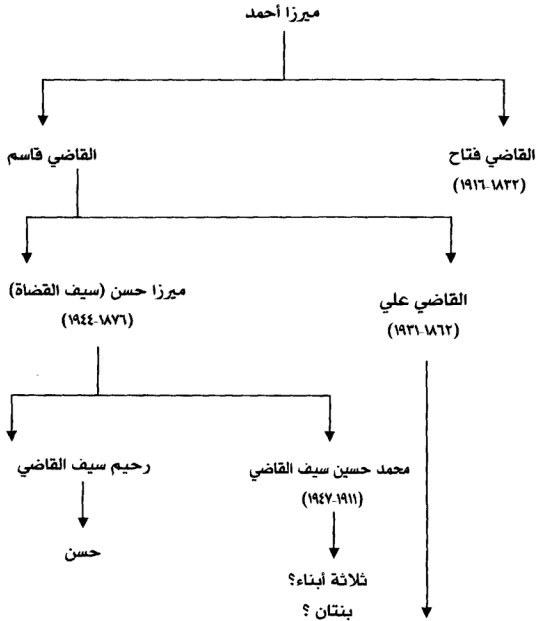 ميرزا أحمد
القاضي فتاح
(١٨٣٢-١٩١٦)
القاضي قاسم
القاضي علي
(١٨٦٢-١٩٣١)
ميرزا حسن (سيف القضاة)
(١٨٧٦-١٩٤٤)
محمد حسين سيف القاضي
(١٩١١-١٩٤٧)
رحيم سيف القاضي
ثلاثة أبناء؟
بنتان ؟
حسن